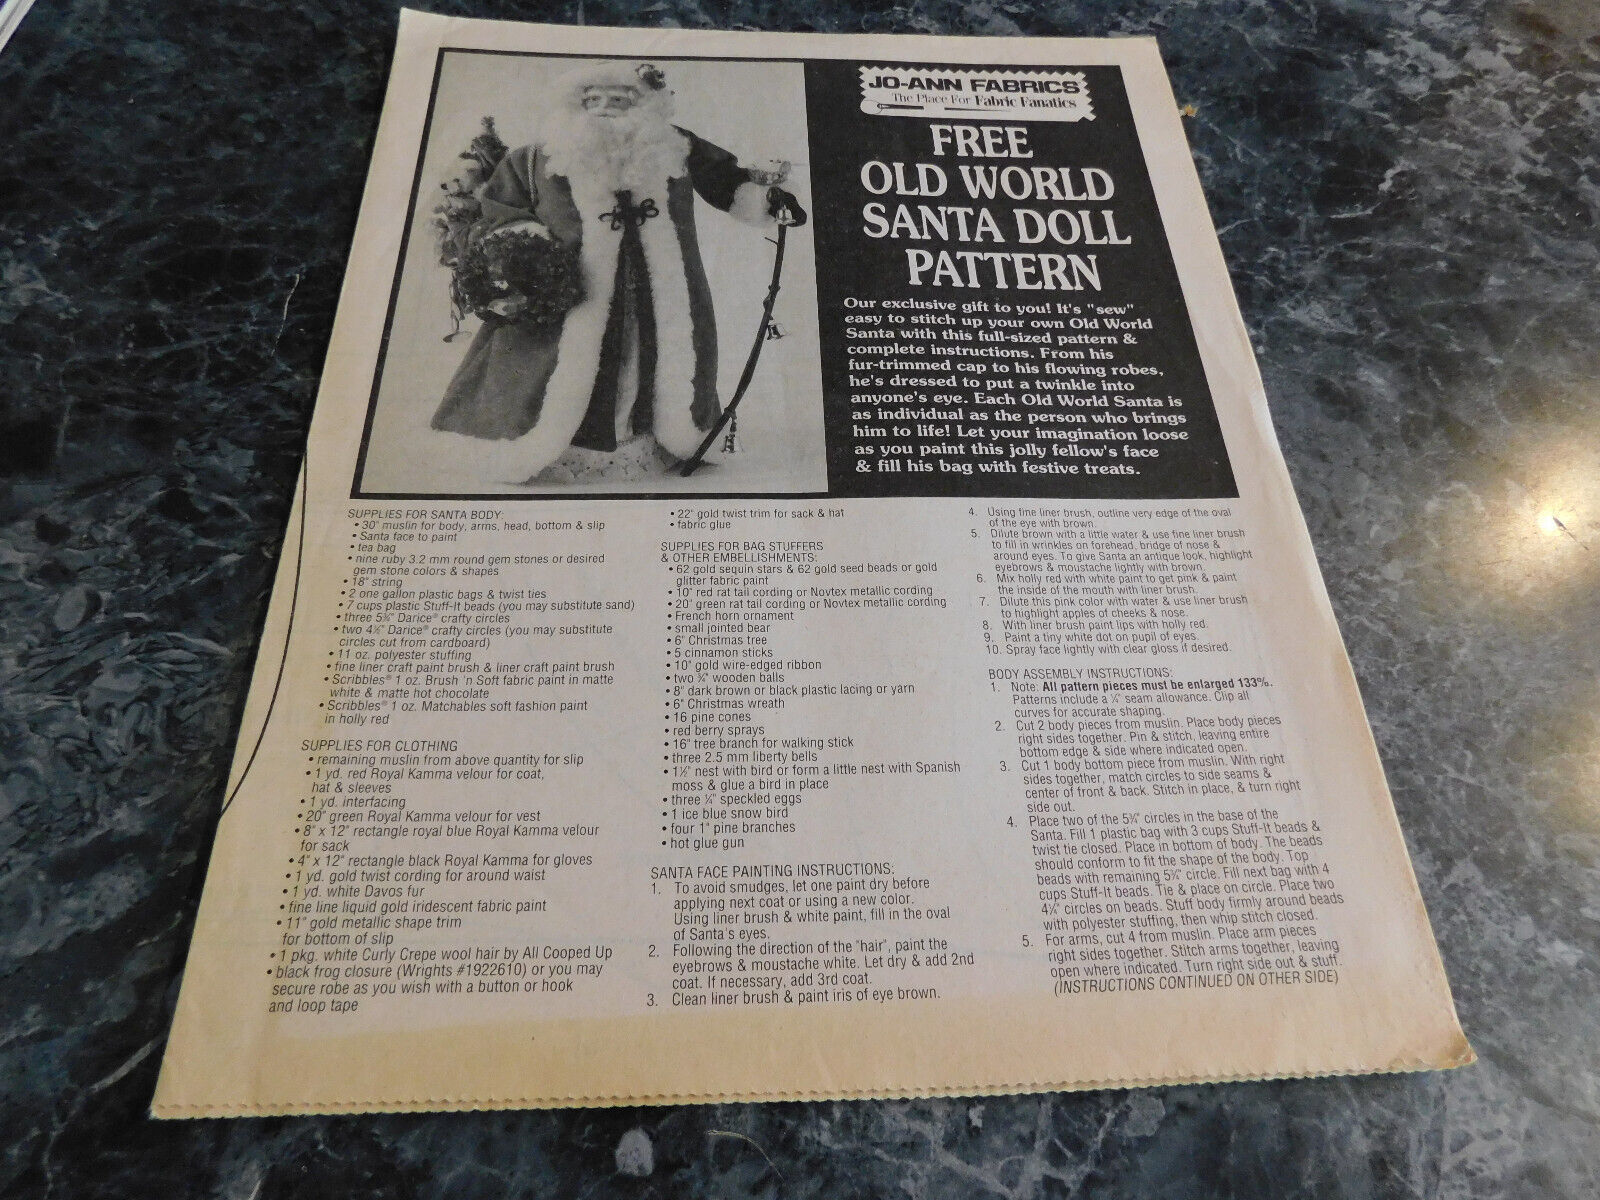 JO-ANN FABRICS
The Place For Fabric Fanatics
FREE
OLD WORLD
SANTA DOLL
PATTERN
Our exclusive gift to you! It's "sew"
easy to stitch up your own Old World
Santa with this full-sized pattern &
complete instructions. From his
fur-trimmed cap to his flowing robes,
he's dressed to put a twinkle into
anyone's eye. Each Old World Santa is
as individual as the person who brings
him to life! Let your imagination loose
as you paint this jolly fellow's face
& fill his bag with festive treats.
SUPPLIES FOR SANTA BODY:
• 30" muslin for body, arms, head, bottom & slip
• Santa face to paint
• tea bag
• nine ruby 3.2 mm round gem stones or desired
gem stone colors & shapes
• 18" string
• 2 one gallon plastic bags & twist ties
• 7 cups plastic Stuff-It beads (you may substitute sand)
• three 5¾" Darice® crafty circles
• two 4¼" Darice® crafty circles (you may substitute
circles cut from cardboard)
• 11 oz. polyester stuffing
• fine liner craft paint brush & liner craft paint brush
• Scribbles® 1 oz. Brush 'n Soft fabric paint in matte
white & matte hot chocolate
• Scribbles® 1 oz. Matchables soft fashion paint
in holly red
SUPPLIES FOR CLOTHING
• remaining muslin from above quantity for slip
• 1 yd. red Royal Kamma velour for coat,
hat & sleeves
• 1 yd. interfacing
• 20" green Royal Kamma velour for vest
• 8" x 12" rectangle royal blue Royal Kamma velour
for sack
• 4" x 12" rectangle black Royal Kamma for gloves
• 1 yd. gold twist cording for around waist
• 1 yd. white Davos fur
• fine line liquid gold iridescent fabric paint
• 11" gold metallic shape trim
for bottom of slip
• 1 pkg. white Curly Crepe wool hair by All Cooped Up
• black frog closure (Wrights #1922610) or you may
secure robe as you wish with a button or hook
and loop tape
• 22" gold twist trim for sack & hat
• fabric glue
SUPPLIES FOR BAG STUFFERS
& OTHER EMBELLISHMENTS:
• 62 gold sequin stars & 62 gold seed beads or gold
glitter fabric paint
• 10" red rat tail cording or Novtex metallic cording
• 20" green rat tail cording or Novtex metallic cording
• French horn ornament
• small jointed bear
• 6" Christmas tree
• 5 cinnamon sticks
• 10" gold wire-edged ribbon
• two ¾" wooden balls
• 8" dark brown or black plastic lacing or yarn
• 6" Christmas wreath
• 16 pine cones
• red berry sprays
• 16" tree branch for walking stick
• three 2.5 mm liberty bells
• 1½" nest with bird or form a little nest with Spanish
moss & glue a bird in place
• three ¼" speckled eggs
• 1 ice blue snow bird
• four 1" pine branches
• hot glue gun
SANTA FACE PAINTING INSTRUCTIONS:
1. To avoid smudges, let one paint dry before
applying next coat or using a new color.
Using liner brush & white paint, fill in the oval
of Santa's eyes.
2. Following the direction of the "hair", paint the
eyebrows & moustache white. Let dry & add 2nd
coat. If necessary, add 3rd coat.
3. Clean liner brush & paint iris of eye brown.
4. Using fine liner brush, outline very edge of the oval
of the eye with brown.
5. Dilute brown with a little water & use fine liner brush
to fill in wrinkles on forehead, bridge of nose &
around eyes. To give Santa an antique look, highlight
eyebrows & moustache lightly with brown.
6. Mix holly red with white paint to get pink & paint
the inside of the mouth with liner brush.
7. Dilute this pink color with water & use liner brush
to highlight apples of cheeks & nose.
8. With liner brush paint lips with holly red.
9. Paint a tiny white dot on pupil of eyes.
10. Spray face lightly with clear gloss if desired.
BODY ASSEMBLY INSTRUCTIONS:
1. Note: All pattern pieces must be enlarged 133%.
Patterns include a ¼" seam allowance. Clip all
curves for accurate shaping.
2. Cut 2 body pieces from muslin. Place body pieces
right sides together. Pin & stitch, leaving entire
bottom edge & side where indicated open.
3. Cut 1 body bottom piece from muslin. With right
sides together, match circles to side seams &
center of front & back. Stitch in place, & turn right
side out.
4. Place two of the 5¾" circles in the base of the
Santa. Fill 1 plastic bag with 3 cups Stuff-It beads &
twist tie closed. Place in bottom of body. The beads
should conform to fit the shape of the body. Top
beads with remaining 5¾" circle. Fill next bag with 4
cups Stuff-It beads. Tie & place on circle. Place two
4¼" circles on beads. Stuff body firmly around beads
with polyester stuffing, then whip stitch closed.
5. For arms, cut 4 from muslin. Place arm pieces
right sides together. Stitch arms together, leaving
open where indicated. Turn right side out & stuff.
(INSTRUCTIONS CONTINUED ON OTHER SIDE)